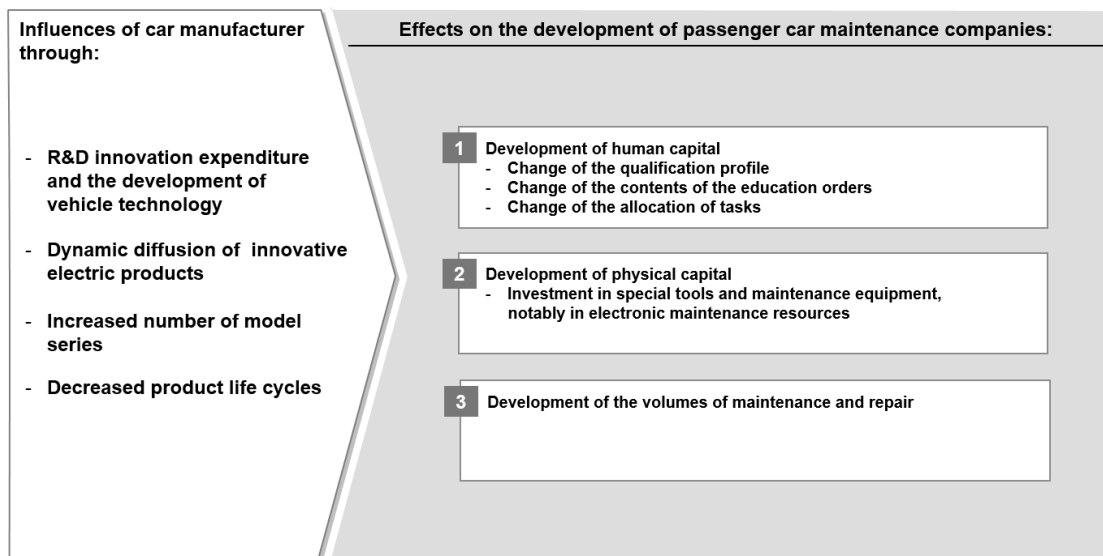 Influences of car manufacturer
through:
- R&D innovation expenditure
and the development of
vehicle technology
- Dynamic diffusion of innovative
electric products
- Increased number of model
series
- Decreased product life cycles
Effects on the development of passenger car maintenance companies:
1 Development of human capital
- Change of the qualification profile
- Change of the contents of the education orders
- Change of the allocation of tasks
2 Development of physical capital
- Investment in special tools and maintenance equipment,
notably in electronic maintenance resources
3 Development of the volumes of maintenance and repair